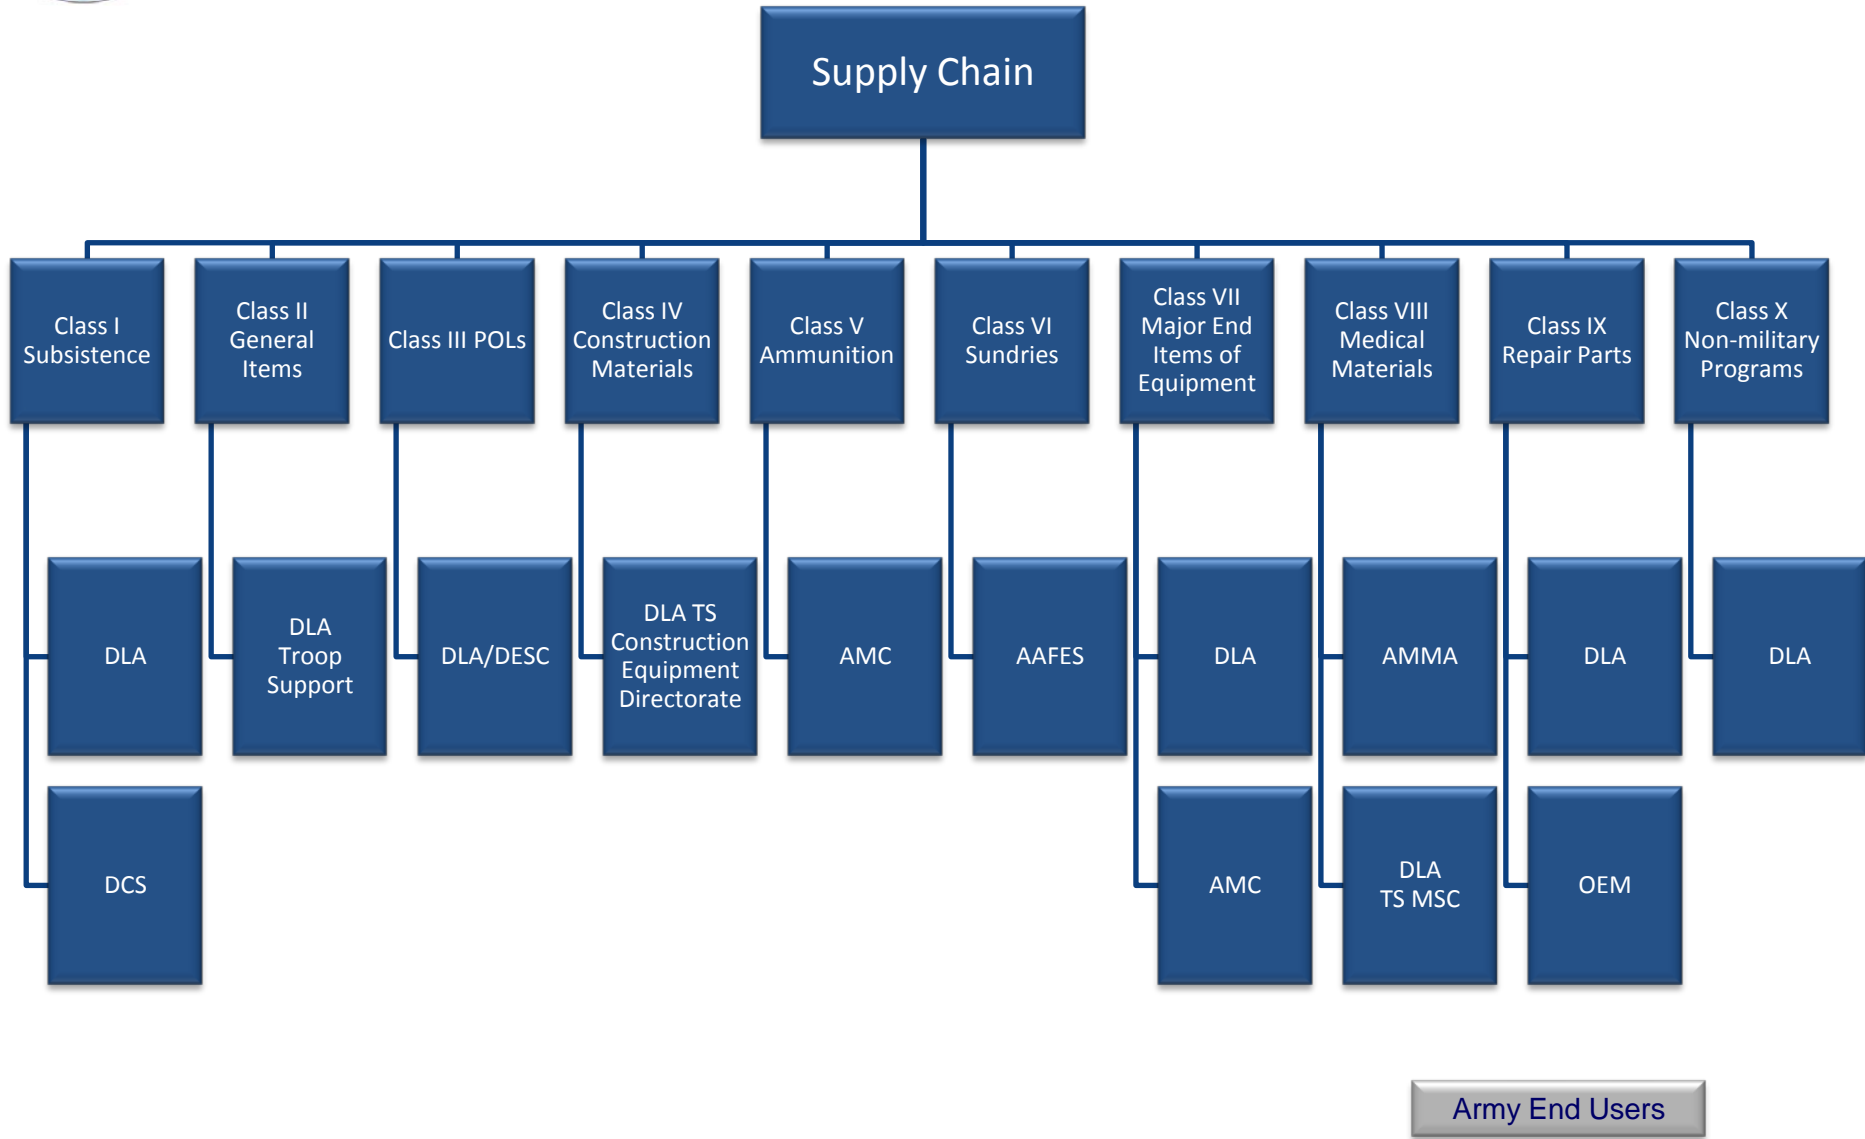 Supply Chain
Class I
Subsistence
Class II
General
Items
Class III POLs
Class IV
Construction
Materials
Class V
Ammunition
Class VI
Sundries
Class VII
Major End
Items of
Equipment
Class VIII
Medical
Materials
Class IX
Repair Parts
Class X
Non-military
Programs
DLA
DLA
Troop
Support
DLA/DESC
DLA TS
Construction
Equipment
Directorate
AMC
AAFES
DLA
AMMA
DLA
DLA
DCS
AMC
DLA
TS MSC
OEM
Army End Users